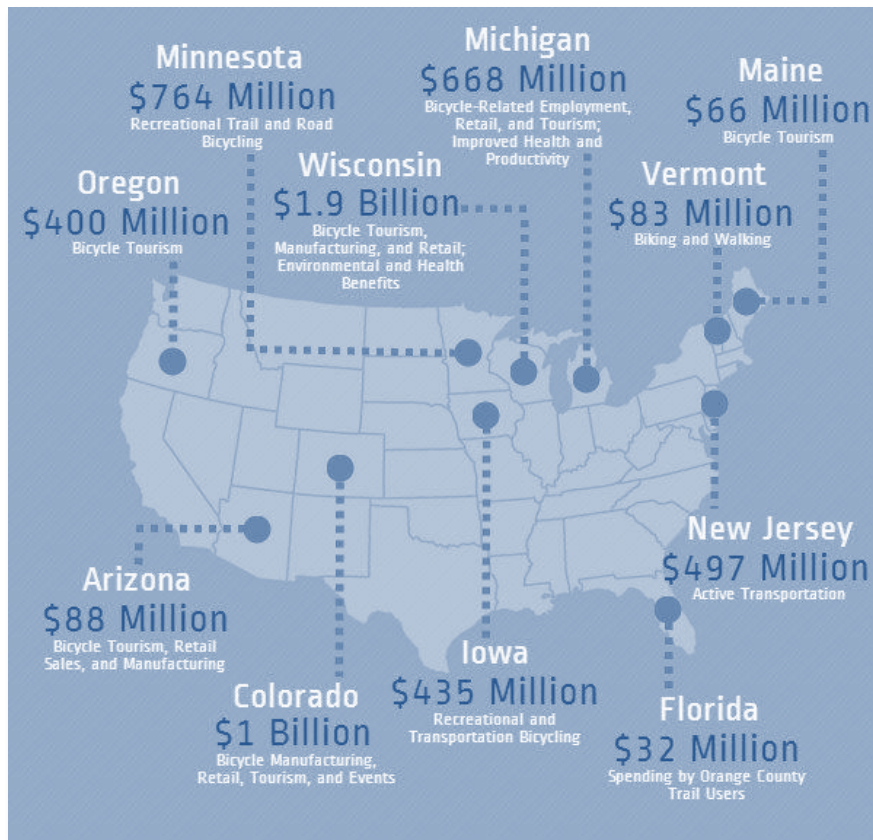 Minnesota
$764 Million
Recreational Trail and Road
Bicycling
Michigan
$668 Million
Bicycle-Related Employment,
Retail, and Tourism;
Improved Health and
Productivity
Maine
$66 Million
Bicycle Tourism
Oregon
$400 Million
Bicycle Tourism
Wisconsin
$1.9 Billion
Bicycle Tourism,
Manufacturing, and Retail;
Environmental and Health
Benefits
Vermont
$83 Million
Biking and Walking
Arizona
$88 Million
Bicycle Tourism, Retail
Sales, and Manufacturing
Colorado
$1 Billion
Bicycle Manufacturing,
Retail, Tourism, and Events
Iowa
$435 Million
Recreational and
Transportation Bicycling
New Jersey
$497 Million
Active Transportation
Florida
$32 Million
Spending by Orange County
Trail Users